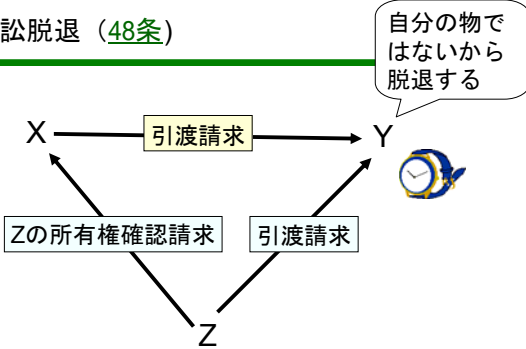 訟脱退（48条)
自分の物で
はないから
脱退する
X
引渡請求
Y
Zの所有権確認請求
引渡請求
Z